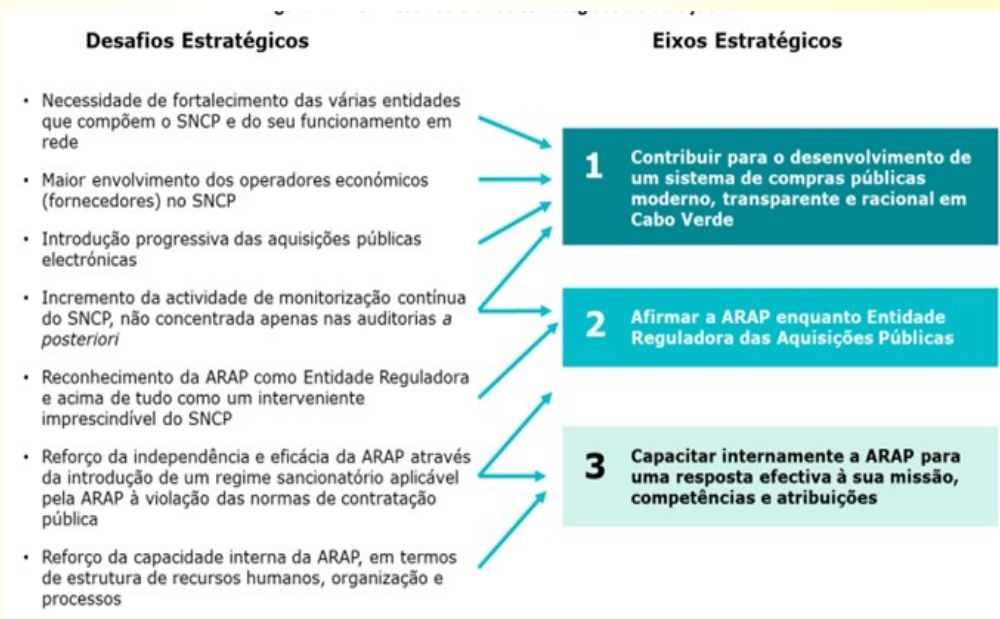 Desafios Estratégicos
• Necessidade de fortalecimento das várias entidades
que compõem o SNCP e do seu funcionamento em
rede
• Maior envolvimento dos operadores económicos
(fornecedores) no SNCP
• Introdução progressiva das aquisições públicas
electrónicas
• Incremento da actividade de monitorização contínua
do SNCP, não concentrada apenas nas auditorias a
posteriori
• Reconhecimento da ARAP como Entidade Reguladora
e acima de tudo como um interveniente
imprescindível do SNCP
• Reforço da independência e eficácia da ARAP através
da introdução de um regime sancionatório aplicável
pela ARAP à violação das normas de contratação
pública
• Reforço da capacidade interna da ARAP, em termos
de estrutura de recursos humanos, organização e
processos
Eixos Estratégicos
1
Contribuir para o desenvolvimento de
um sistema de compras públicas
moderno, transparente e racional em
Cabo Verde
2
Afirmar a ARAP enquanto Entidade
Reguladora das Aquisições Públicas
3
Capacitar internamente a ARAP para
uma resposta efectiva à sua missão,
competências e atribuições